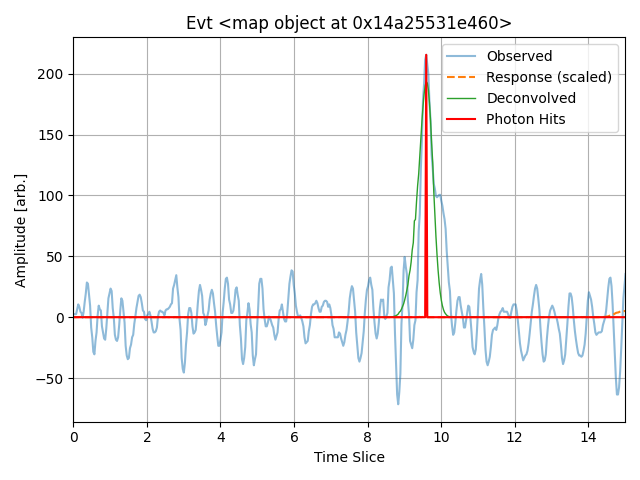 Evt <map object at 0x14a25531e460>
Observed
Response (scaled)
Deconvolved
Photon Hits
Amplitude [arb.]
200
150
100
50
0
−50
0 2 4 6 8 10 12 14
Time Slice